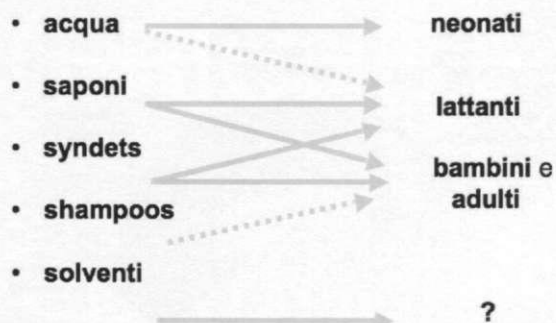 • acqua
neonati
• saponi
lattanti
• syndets
bambini e
adulti
• shampoos
• solventi
?